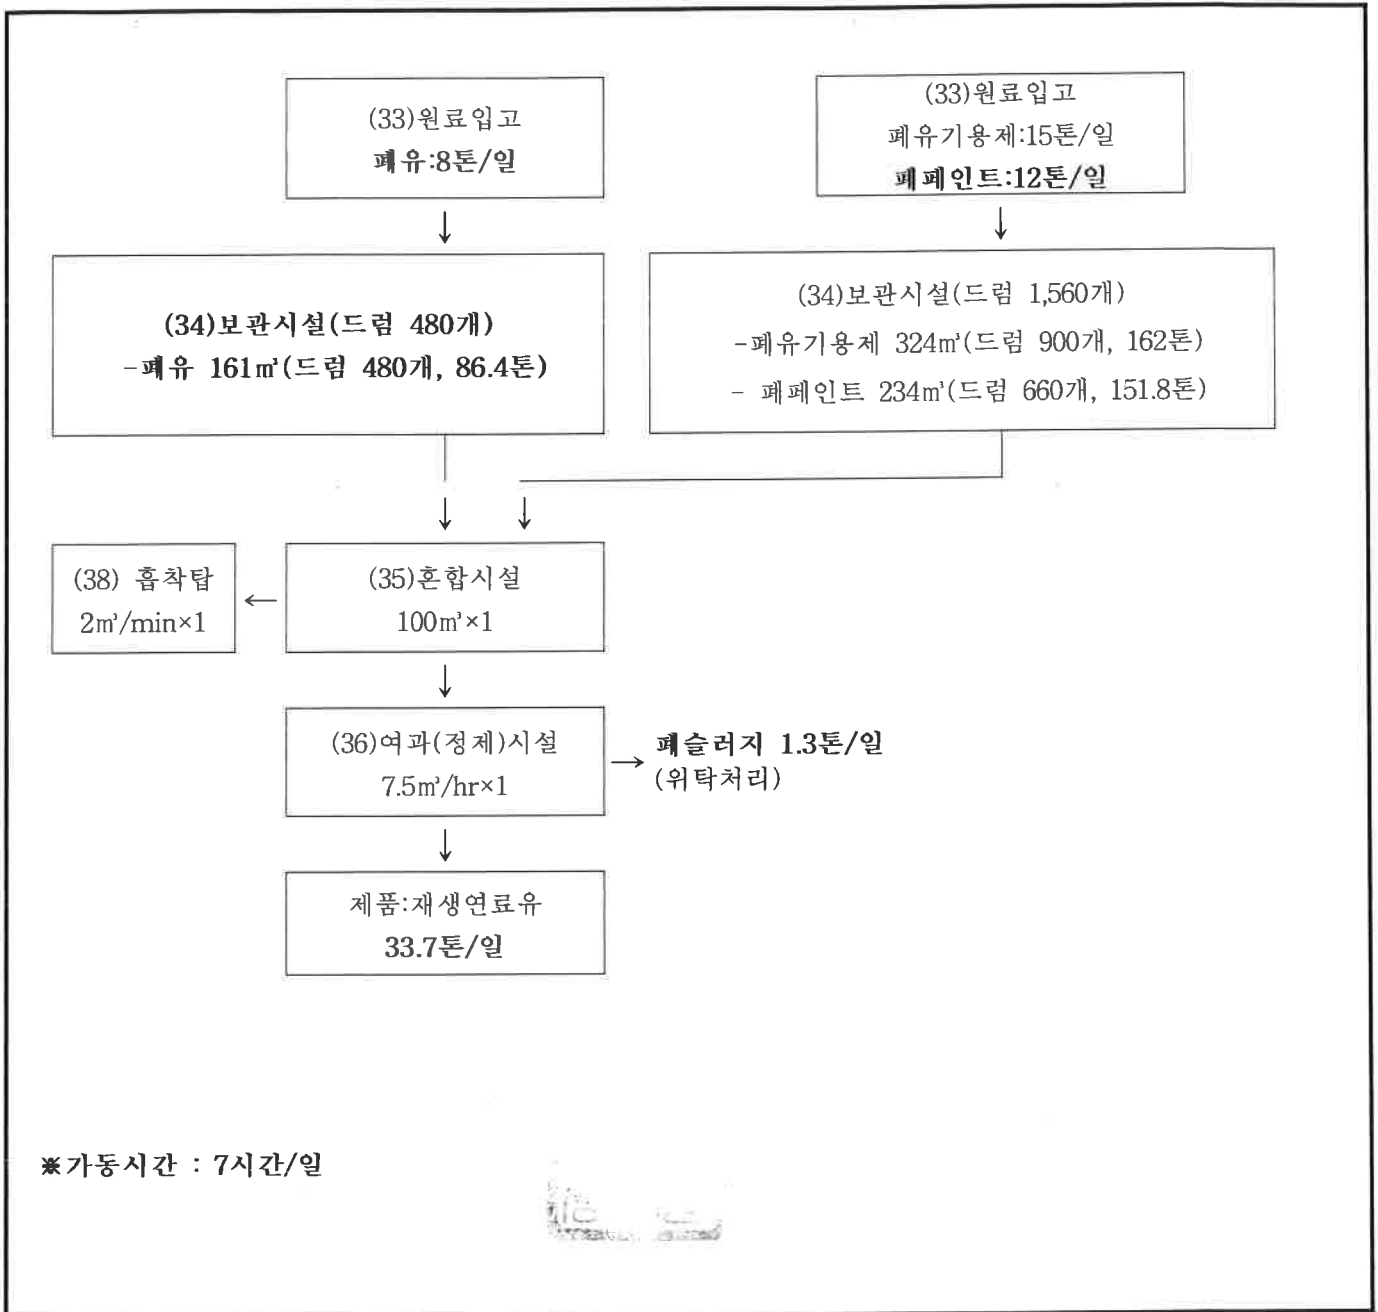 (33)원료입고
폐유:8톤/일
(33)원료입고
폐유기용제:15톤/일
폐페인트:12톤/일
(34)보관시설(드럼 480개)
-폐유 161㎥(드럼 480개, 86.4톤)
(34)보관시설(드럼 1,560개)
-폐유기용제 324㎥(드럼 900개, 162톤)
- 폐페인트 234㎥(드럼 660개, 151.8톤)
(38) 흡착탑
2㎥/min×1
(35)혼합시설
100㎥×1
(36)여과(정제)시설
7.5㎥/hr×1
폐슬러지 1.3톤/일
(위탁처리)
제품:재생연료유
33.7톤/일
※가동시간 : 7시간/일